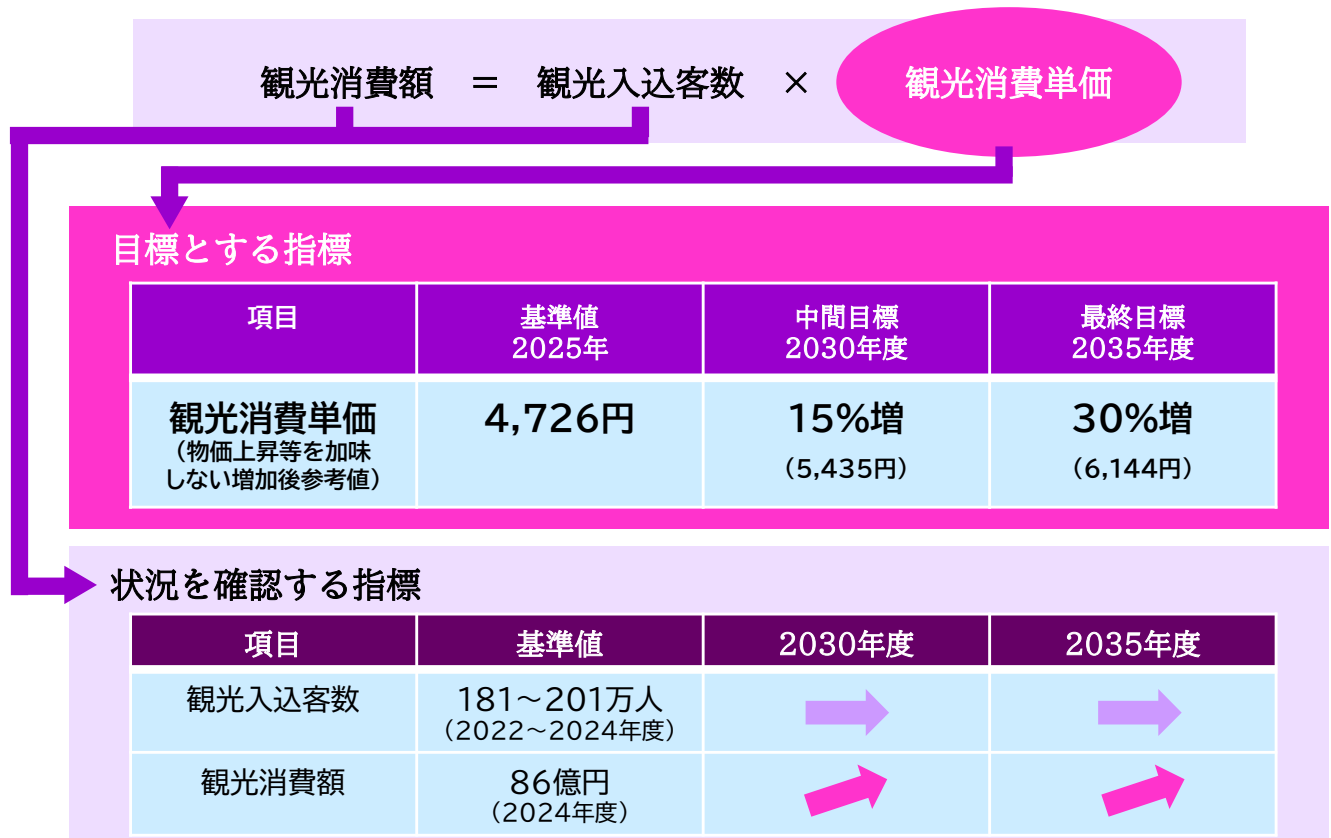 観光消費額 = 観光入込客数 × 観光消費単価
目標とする指標
項目 基準値 中間目標 最終目標
2025年 2030年度 2035年度
観光消費単価 4,726円 15%増 30%増
(物価上昇等を加味 (5,435円) (6,144円)
しない増加後参考値)
状況を確認する指標
項目 基準値 2030年度 2035年度
観光入込客数 181～201万人
(2022～2024年度)
観光消費額 86億円
(2024年度)